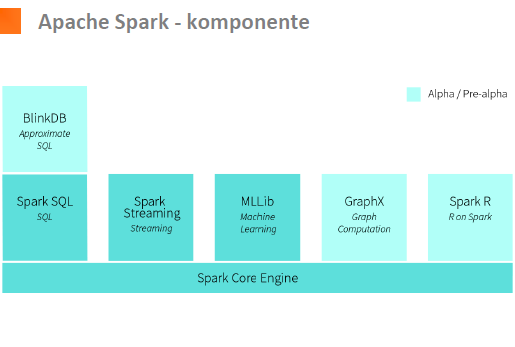 Apache Spark - komponente
Alpha / Pre-alpha
BlinkDB
Approximate
SQL
Spark SQL
SQL
Spark
Streaming
Streaming
MLLib
Machine
Learning
GraphX
Graph
Computation
Spark R
R on Spark
Spark Core Engine